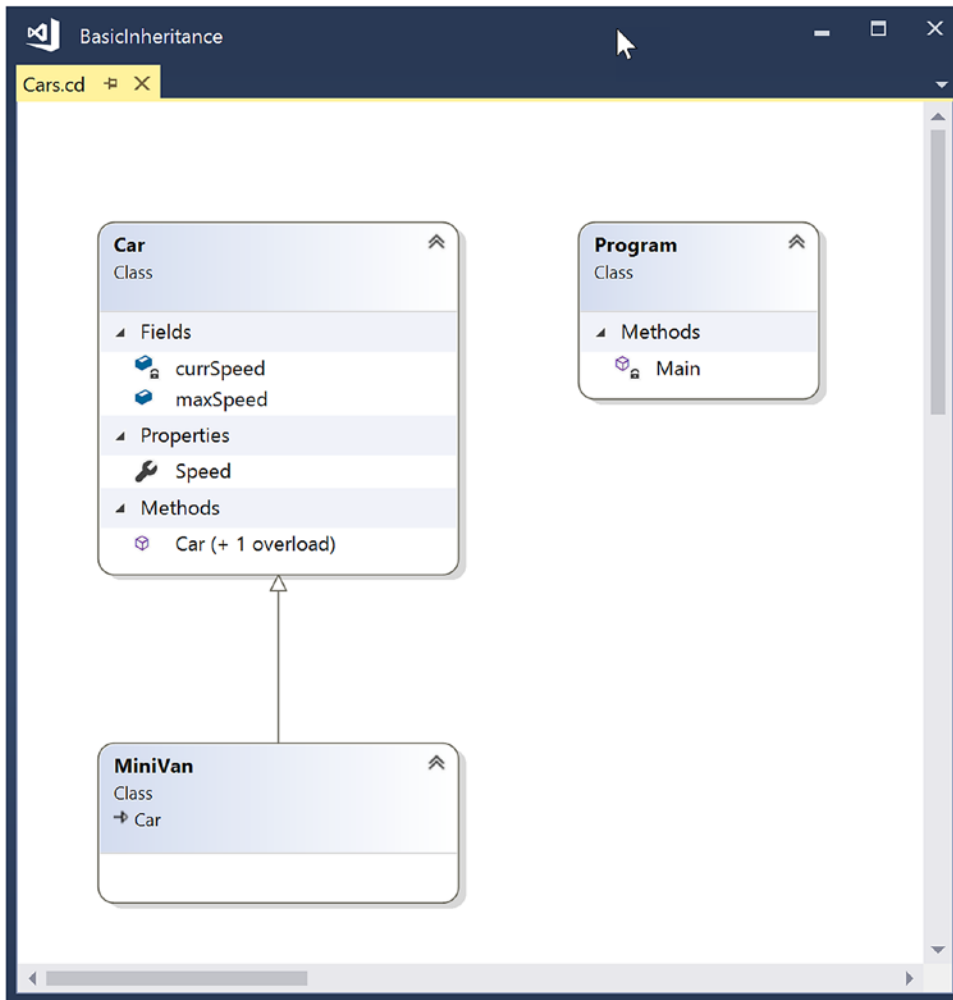 BasicInheritance
Cars.cd
Car
Class
Fields
currSpeed
maxSpeed
Properties
Speed
Methods
Car (+ 1 overload)
Program
Class
Methods
Main
MiniVan
Class
Car